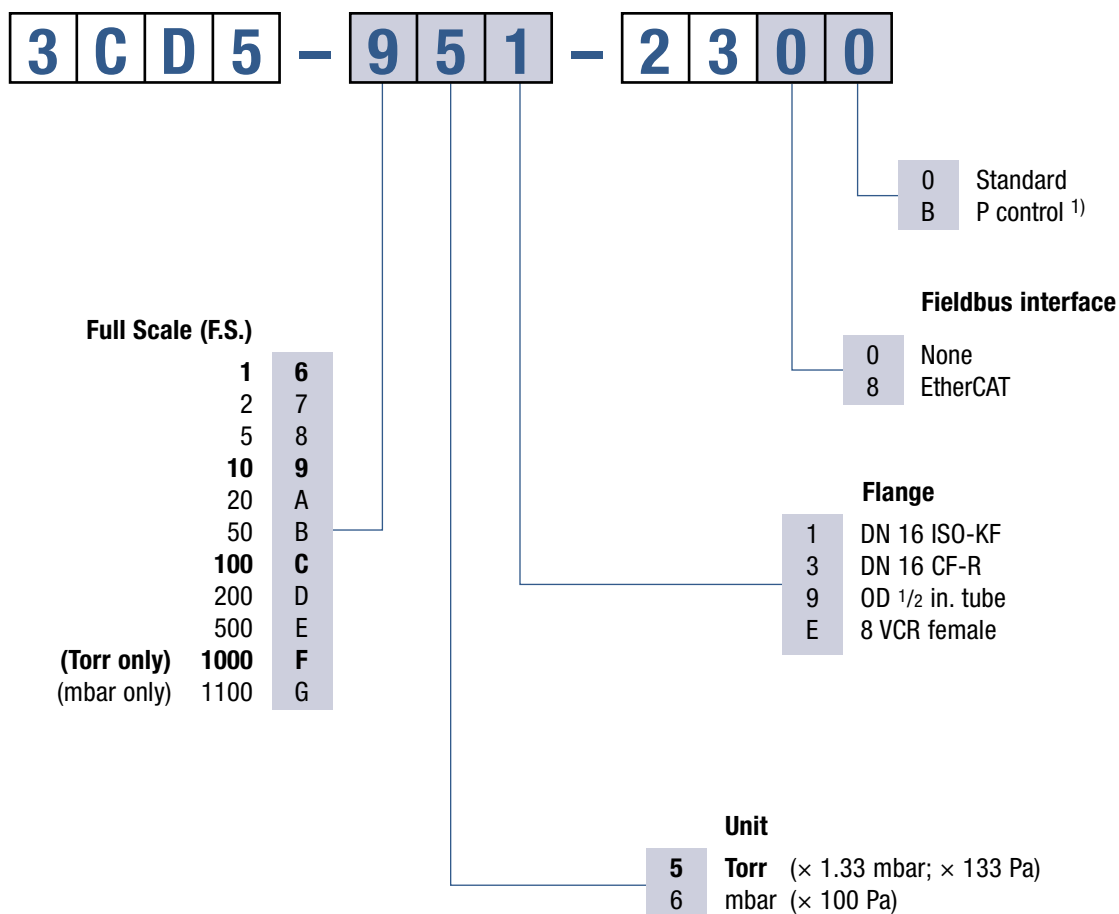 3CD5 – 951 – 2300
0 Standard
B P control 1)
Fieldbus interface
0 None
8 EtherCAT
Full Scale (F.S.)
1 6
2 7
5 8
10 9
20 A
50 B
100 C
200 D
500 E
(Torr only) 1000 F
(mbar only) 1100 G
Flange
1 DN 16 ISO-KF
3 DN 16 CF-R
9 OD 1/2 in. tube
E 8 VCR female
Unit
5 Torr (× 1.33 mbar; × 133 Pa)
6 mbar (× 100 Pa)